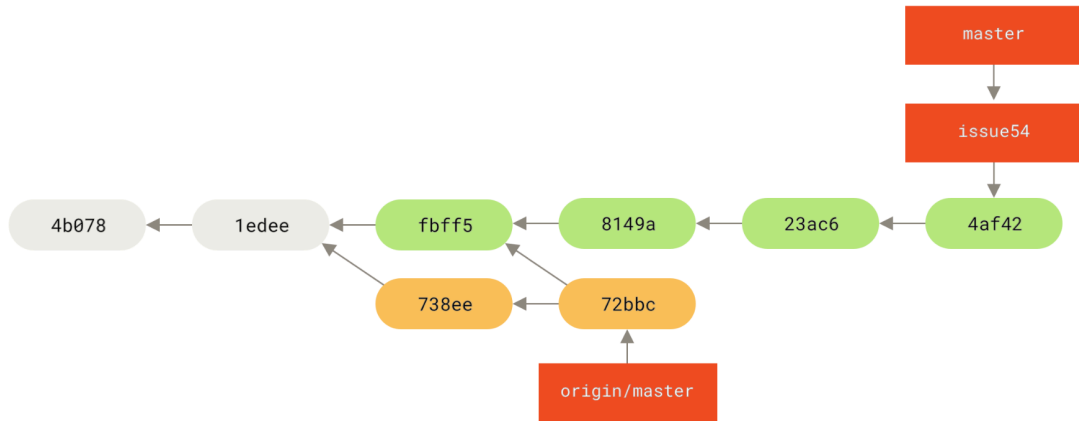 master
issue54
4b078
1edee
fbff5
8149a
23ac6
4af42
738ee
72bbc
origin/master